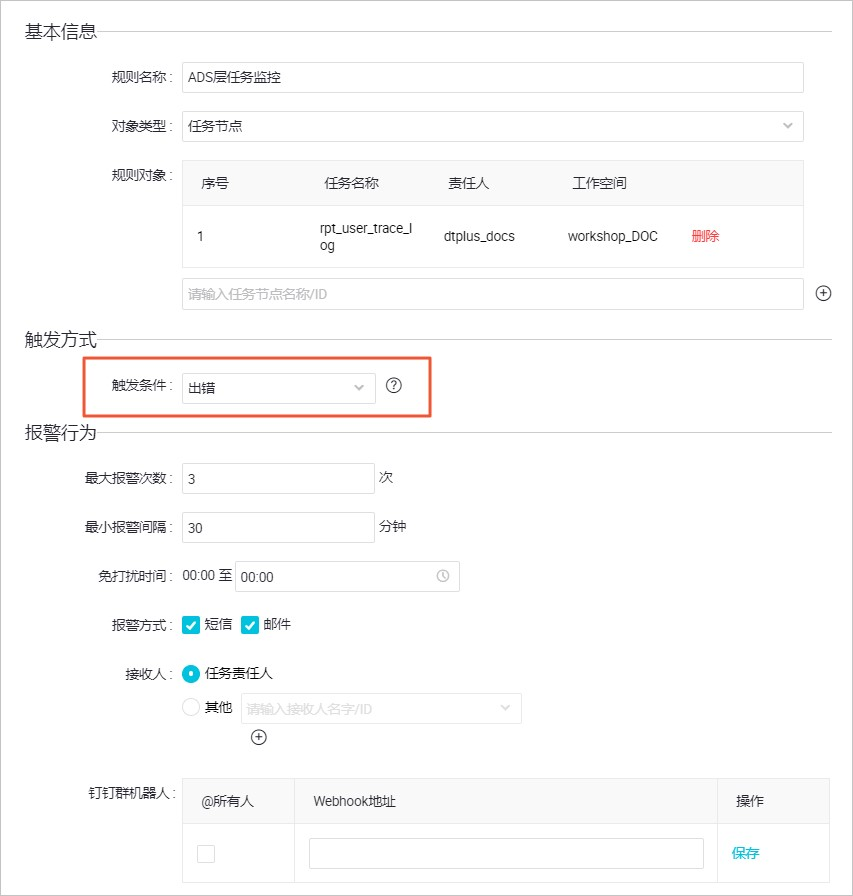 基本信息
规则名称： ADS层任务监控
对象类型： 任务节点
规则对象： 序号 任务名称 责任人 工作空间
1 rpt_user_trace_l dtplus_docs workshop_DOC 删除
og
请输入任务节点名称/ID
触发方式
触发条件： 出错
报警行为
最大报警次数： 3 次
最小报警间隔： 30 分钟
免打扰时间： 00:00 至 00:00
报警方式： 短信 邮件
接收人： 任务责任人
其他 请输入接收人名字/ID
钉钉群机器人： @所有人 Webhook地址 操作
保存